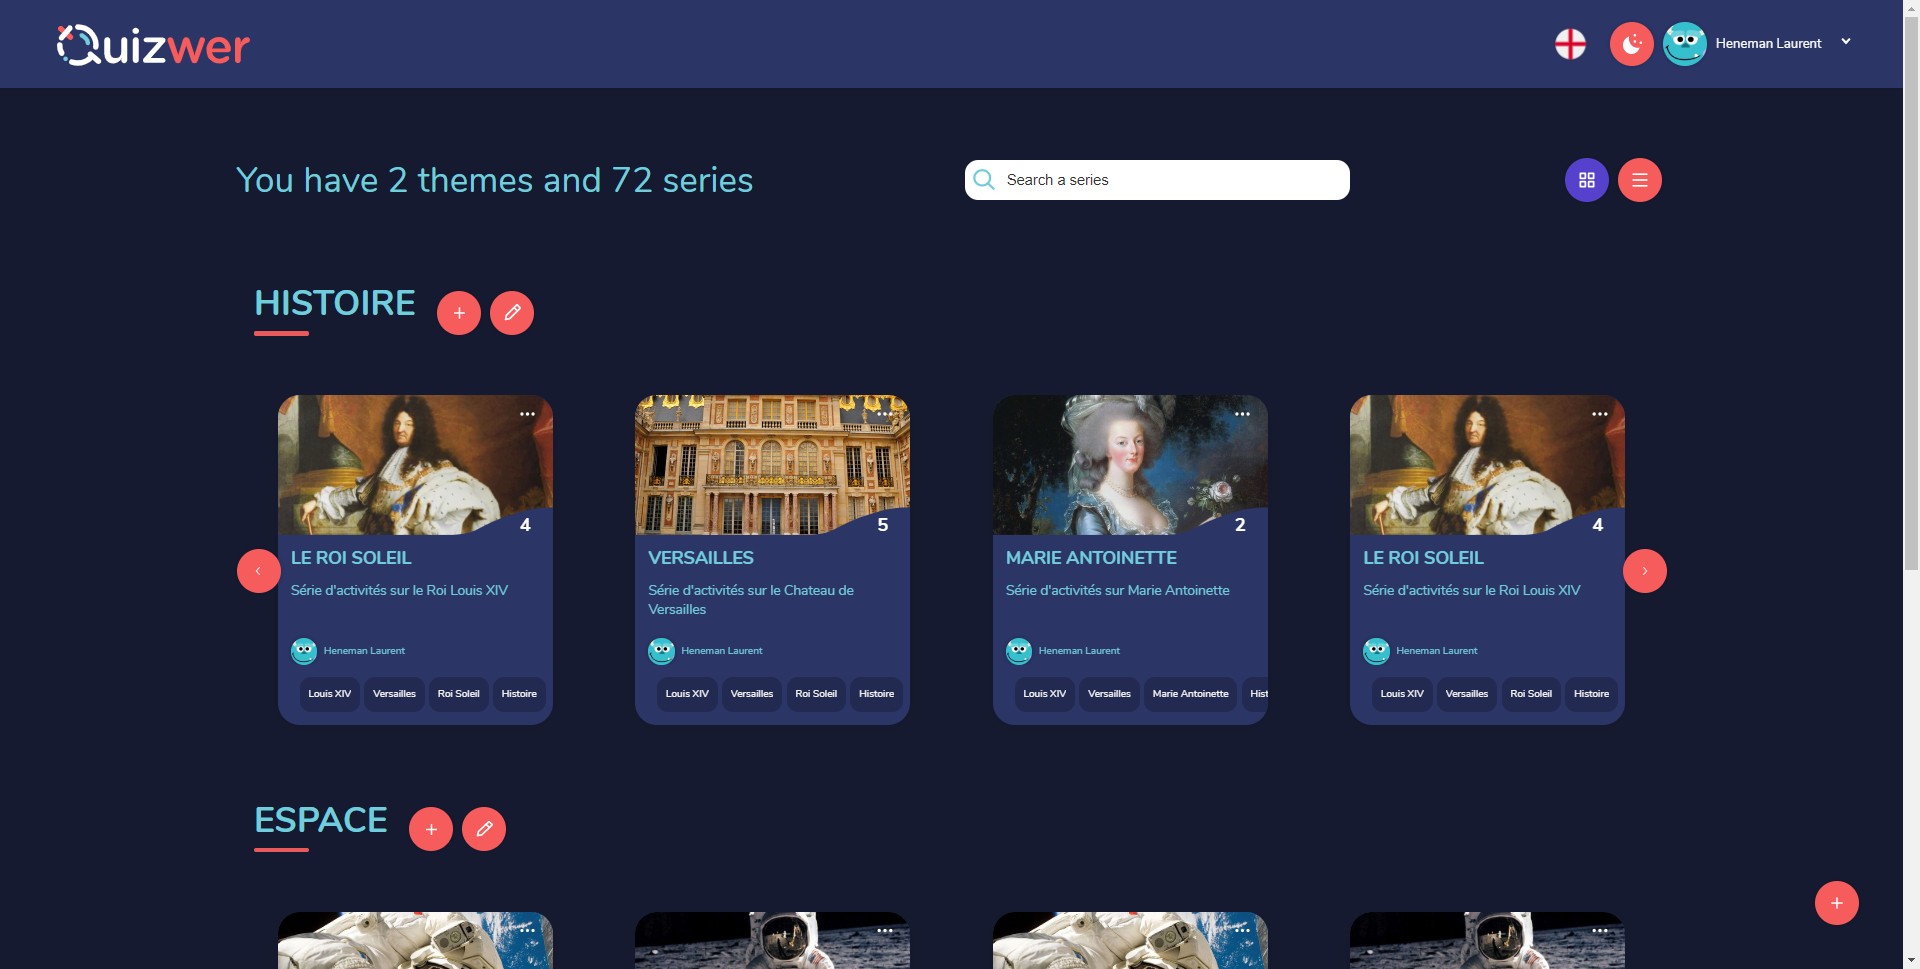 Quizwer
Heneman Laurent
You have 2 themes and 72 series
Search a series
HISTOIRE
4
LE ROI SOLEIL
Série d'activités sur le Roi Louis XIV
Heneman Laurent
Louis XIV Versailles Roi Soleil Histoire
5
VERSAILLES
Série d'activités sur le Chateau de
Versailles
Heneman Laurent
Louis XIV Versailles Roi Soleil Histoire
2
MARIE ANTOINETTE
Série d'activités sur Marie Antoinette
Heneman Laurent
Louis XIV Versailles Marie Antoinette Hist
4
LE ROI SOLEIL
Série d'activités sur le Roi Louis XIV
Heneman Laurent
Louis XIV Versailles Roi Soleil Histoire
ESPACE